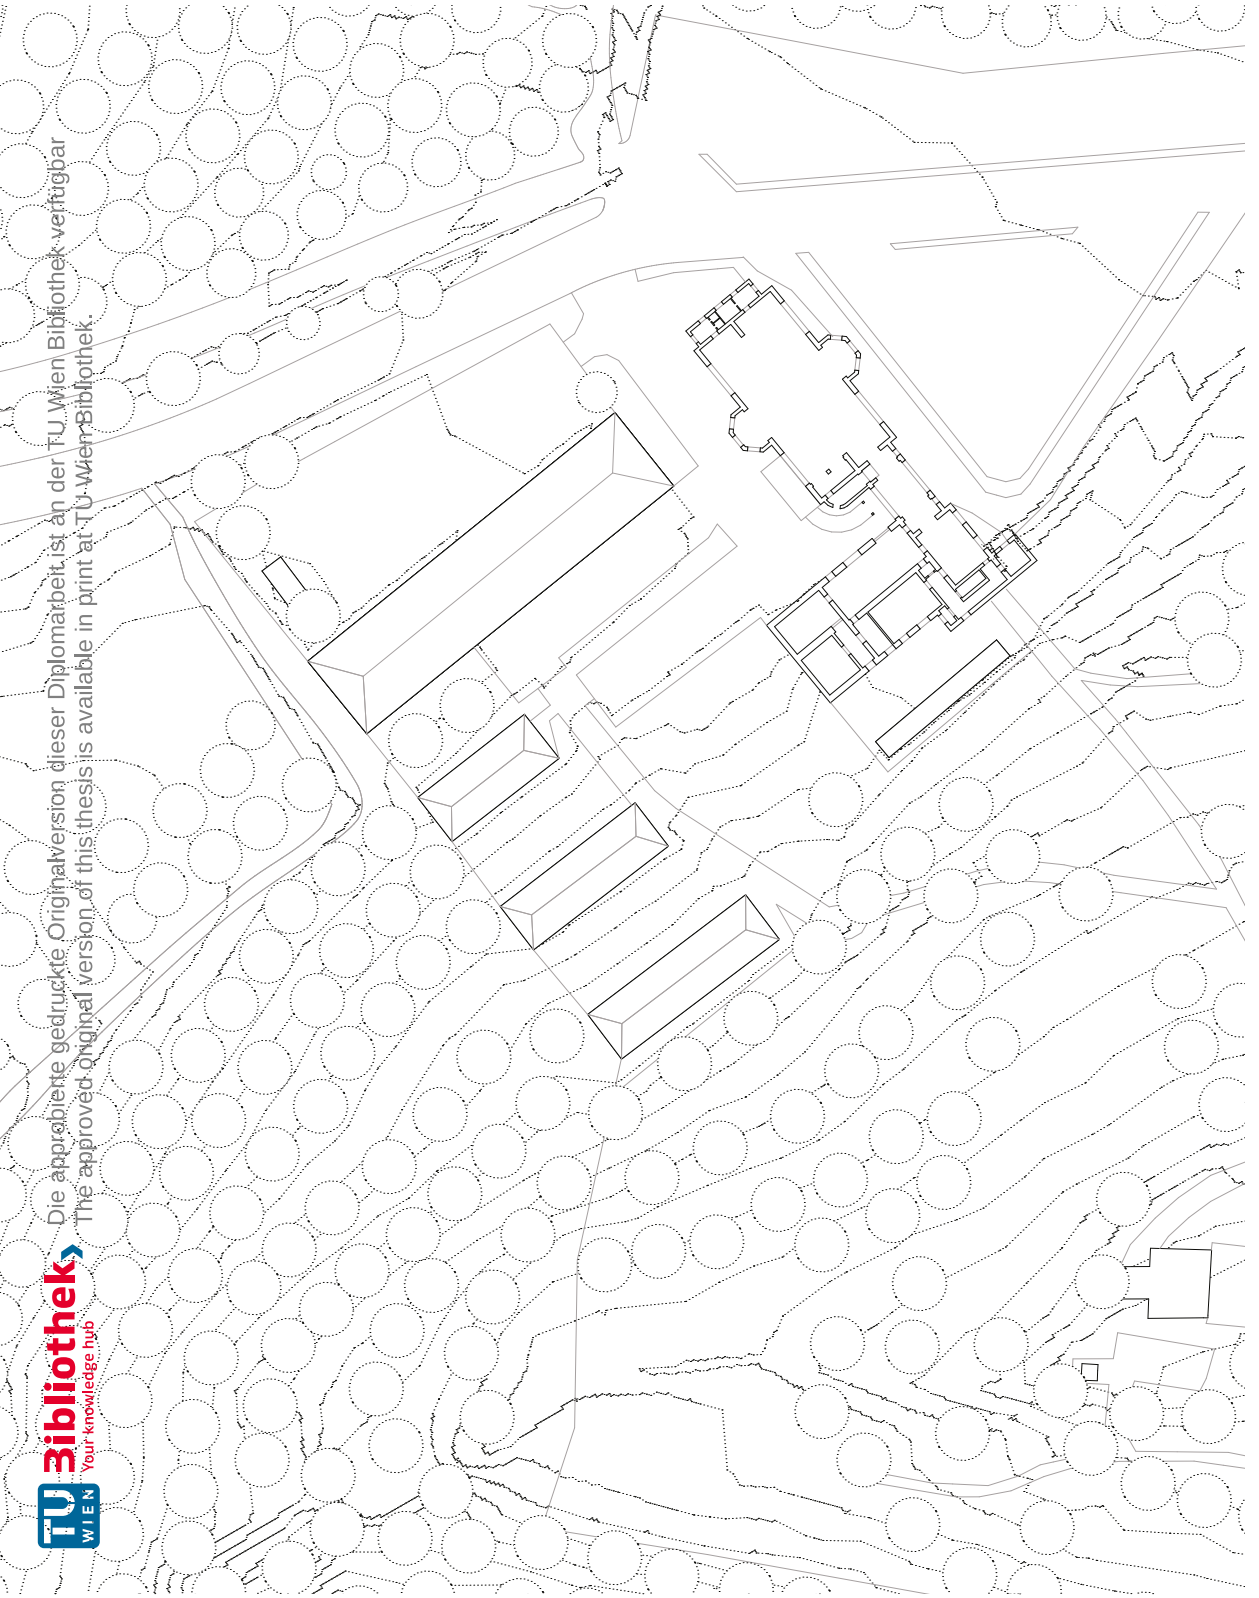 Die approbierte gedruckte Originalversion dieser Diplomarbeit ist an der TU Wien Bibliothek verfügbar
The approved original version of this thesis is available in print at TU Wien Bibliothek.
TU Bibliothek
WIEN Your knowledge hub